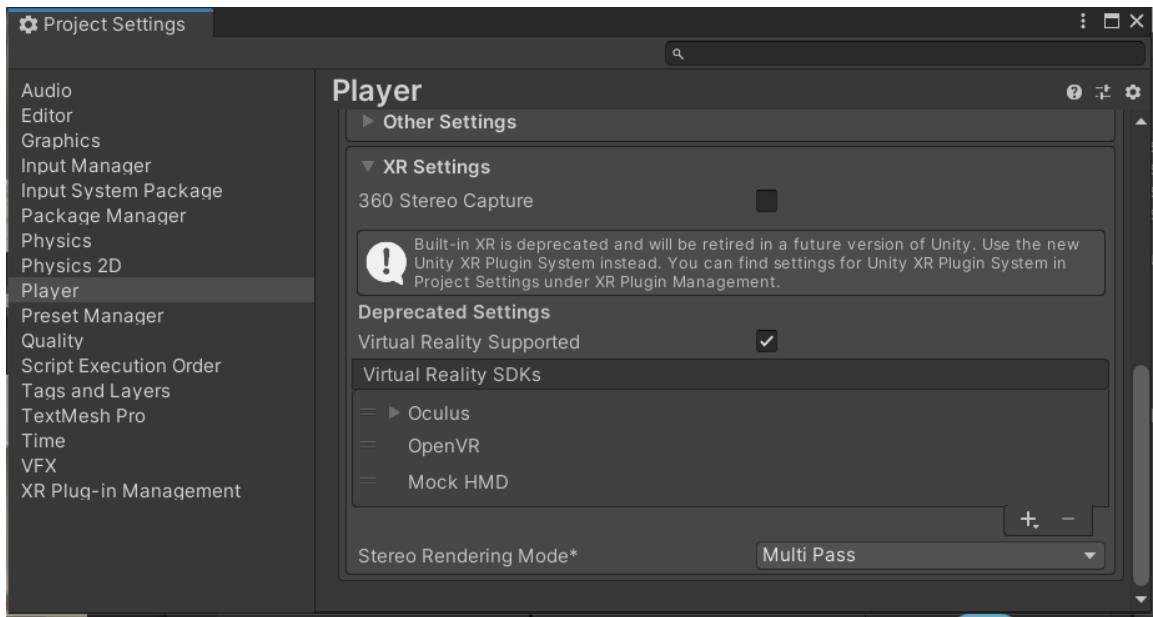 Project Settings
Audio
Editor
Graphics
Input Manager
Input System Package
Package Manager
Physics
Physics 2D
Player
Preset Manager
Quality
Script Execution Order
Tags and Layers
TextMesh Pro
Time
VFX
XR Plug-in Management
Player
Other Settings
XR Settings
360 Stereo Capture
Built-in XR is deprecated and will be retired in a future version of Unity. Use the new
Unity XR Plugin System instead. You can find settings for Unity XR Plugin System in
Project Settings under XR Plugin Management.
Deprecated Settings
Virtual Reality Supported
Virtual Reality SDKs
Oculus
OpenVR
Mock HMD
Stereo Rendering Mode* Multi Pass